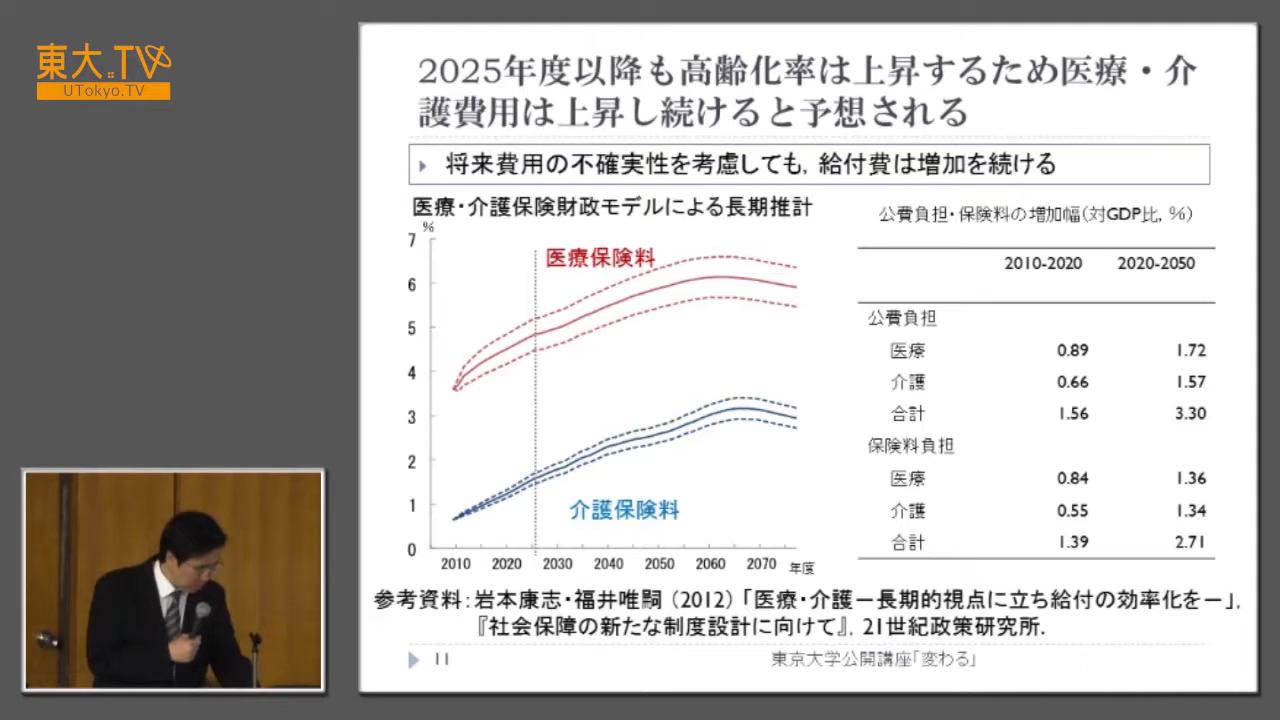 東大.TV
UTokyo.TV
2025年度以降も高齢化率は上昇するため医療・介
護費用は上昇し続けると予想される
将来費用の不確実性を考慮しても，給付費は増加を続ける
医療・介護保険財政モデルによる長期推計
%
7
6
5
4
3
2
1
0
医療保険料
介護保険料
2010 2020 2030 2040 2050 2060 2070 年度
公費負担・保険料の増加幅（対GDP比，％）
2010-2020 2020-2050
公費負担
医療 0.89 1.72
介護 0.66 1.57
合計 1.56 3.30
保険料負担
医療 0.84 1.36
介護 0.55 1.34
合計 1.39 2.71
参考資料：岩本康志・福井唯嗣（2012）「医療・介護－長期的視点に立ち給付の効率化を－」，
『社会保障の新たな制度設計に向けて』，21世紀政策研究所．
11 東京大学公開講座「変わる」